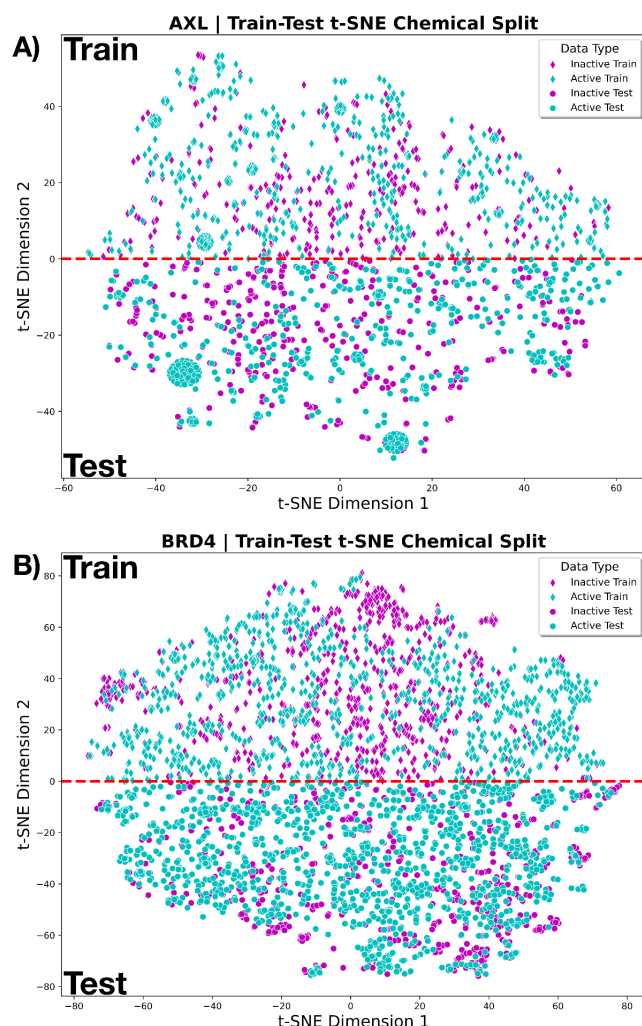 A)
AXL | Train-Test t-SNE Chemical Split
Train
Data Type
Inactive Train
Active Train
Inactive Test
Active Test
40
20
0
−20
−40
t-SNE Dimension 2
Test
−60 −40 −20 0 20 40 60
t-SNE Dimension 1
B)
BRD4 | Train-Test t-SNE Chemical Split
Train
Data Type
Inactive Train
Active Train
Inactive Test
Active Test
80
60
40
20
0
−20
−40
−60
−80
t-SNE Dimension 2
Test
−80 −60 −40 −20 0 20 40 60 80
t-SNE Dimension 1